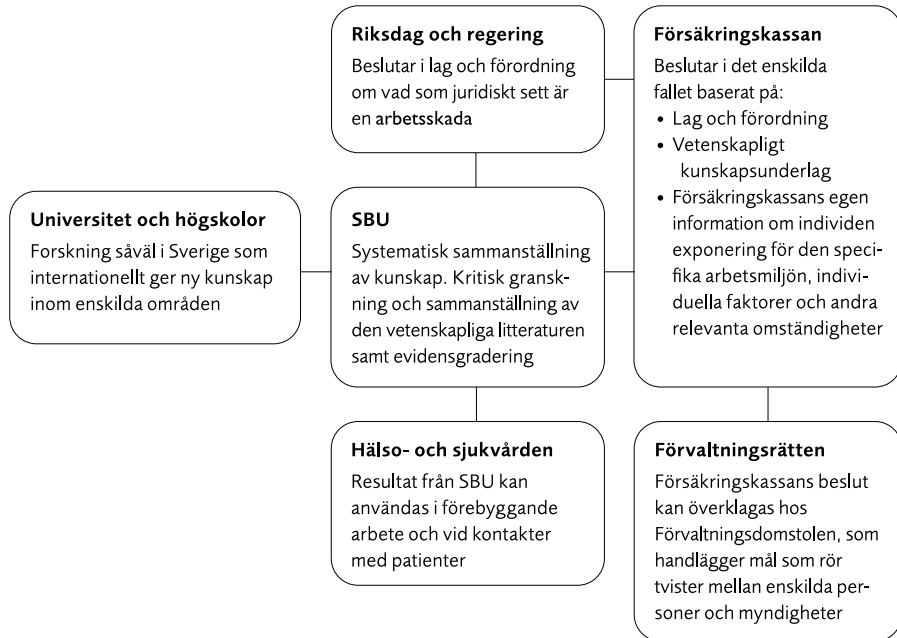 Riksdag och regering
Beslutar i lag och förordning
om vad som juridiskt sett är
en arbetsskada
Försäkringskassan
Beslutar i det enskilda
fallet baserat på:
• Lag och förordning
• Vetenskapligt
kunskapsunderlag
• Försäkringskassans egen
information om individen
exponering för den speci-
fika arbetsmiljön, indivi-
duella faktorer och andra
relevanta omständigheter
Universitet och högskolor
Forskning såväl i Sverige som
internationellt ger ny kunskap
inom enskilda områden
SBU
Systematisk sammanställning
av kunskap. Kritisk gransk-
ning och sammanställning av
den vetenskapliga litteraturen
samt evidensgradering
Hälso- och sjukvården
Resultat från SBU kan
användas i förebyggande
arbete och vid kontakter
med patienter
Förvaltningsrätten
Försäkringskassans beslut
kan överklagas hos
Förvaltningsdomstolen, som
handlägger mål som rör
tvister mellan enskilda per-
soner och myndigheter